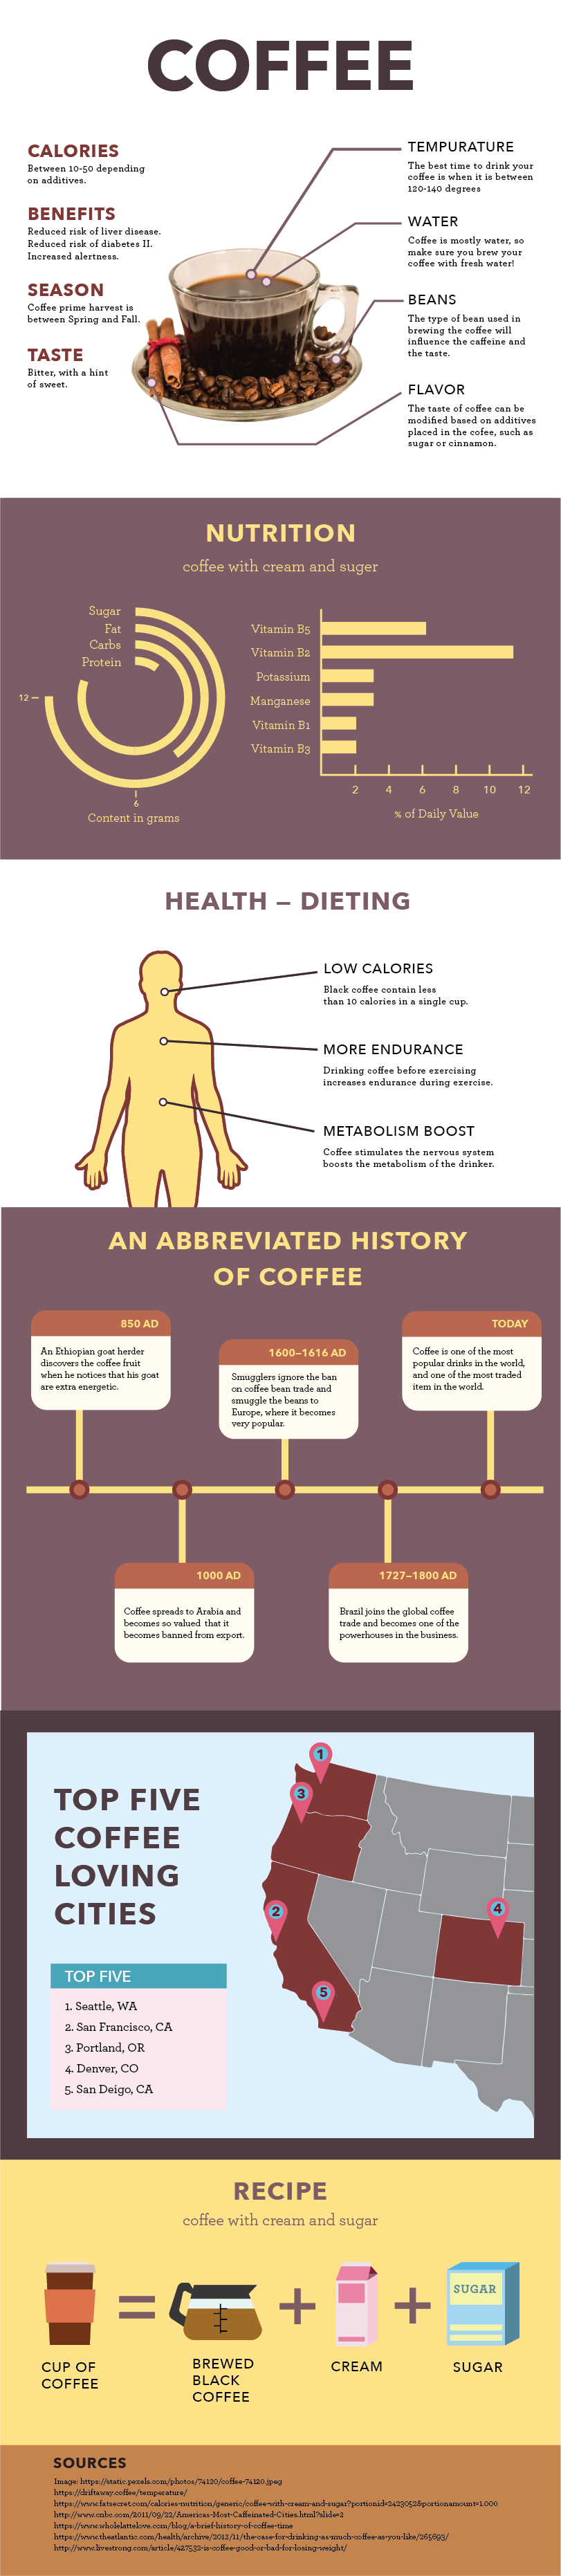 COFFEE
CALORIES
Between 10-50 depending
on additives.
BENEFITS
Reduced risk of liver disease.
Reduced risk of diabetes II.
Increased alertness.
SEASON
Coffee prime harvest is
between Spring and Fall.
TASTE
Bitter, with a hint
of sweet.
TEMPURATURE
The best time to drink your
coffee is when it is between
120-140 degrees
WATER
Coffee is mostly water, so
make sure you brew your
coffee with fresh water!
BEANS
The type of bean used in
brewing the coffee will
influence the caffeine and
the taste.
FLAVOR
The taste of coffee can be
modified based on additives
placed in the cofee, such as
sugar or cinnamon.
NUTRITION
coffee with cream and suger
Sugar
Fat
Carbs
Protein
12
6
Content in grams
Vitamin B5
Vitamin B2
Potassium
Manganese
Vitamin B1
Vitamin B3
2 4 6 8 10 12
% of Daily Value
HEALTH – DIETING
LOW CALORIES
Black coffee contain less
than 10 calories in a single cup.
MORE ENDURANCE
Drinking coffee before exercising
increases endurance during exercise.
METABOLISM BOOST
Coffee stimulates the nervous system
boosts the metabolism of the drinker.
AN ABBREVIATED HISTORY
OF COFFEE
850 AD
An Ethiopian goat herder
discovers the coffee fruit
when he notices that his goat
are extra energetic.
1600–1616 AD
Smugglers ignore the ban
on coffee bean trade and
smuggle the beans to
Europe, where it becomes
very popular.
TODAY
Coffee is one of the most
popular drinks in the world,
and one of the most traded
item in the world.
1000 AD
Coffee spreads to Arabia and
becomes so valued that it
becomes banned from export.
1727–1800 AD
Brazil joins the global coffee
trade and becomes one of the
powerhouses in the business.
TOP FIVE
COFFEE
LOVING
CITIES
TOP FIVE
1. Seattle, WA
2. San Francisco, CA
3. Portland, OR
4. Denver, CO
5. San Deigo, CA
1
3
2
4
5
RECIPE
coffee with cream and sugar
SUGAR
CUP OF
COFFEE
BREWED
BLACK
COFFEE
CREAM
SUGAR
SOURCES
Image: https://static.pexels.com/photos/74120/coffee-74120.jpeg
https://driftaway.coffee/temperature/
https://www.fatsecret.com/calories-nutrition/generic/coffee-with-cream-and-sugar?portionid=2423052&portionamount=1.000
http://www.cnbc.com/2011/09/22/Americas-Most-Caffeinated-Cities.html?slide=2
https://www.wholelattelove.com/blog/a-brief-history-of-coffee-time
https://www.theatlantic.com/health/archive/2012/11/the-case-for-drinking-as-much-coffee-as-you-like/265693/
http://www.livestrong.com/article/427532-is-coffee-good-or-bad-for-losing-weight/